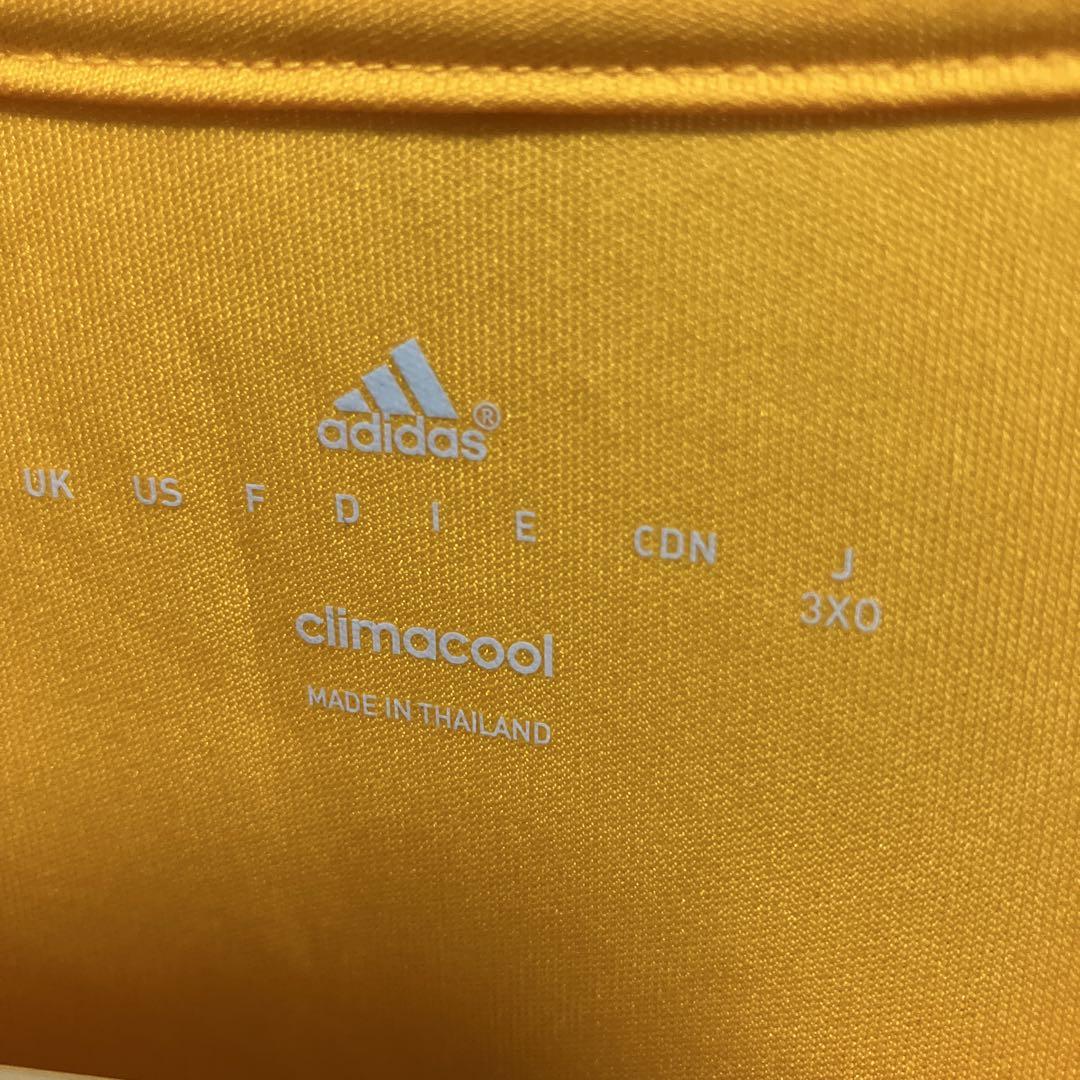 adidas®
UK US F D I E CDN J
3XO
climacool
MADE IN THAILAND